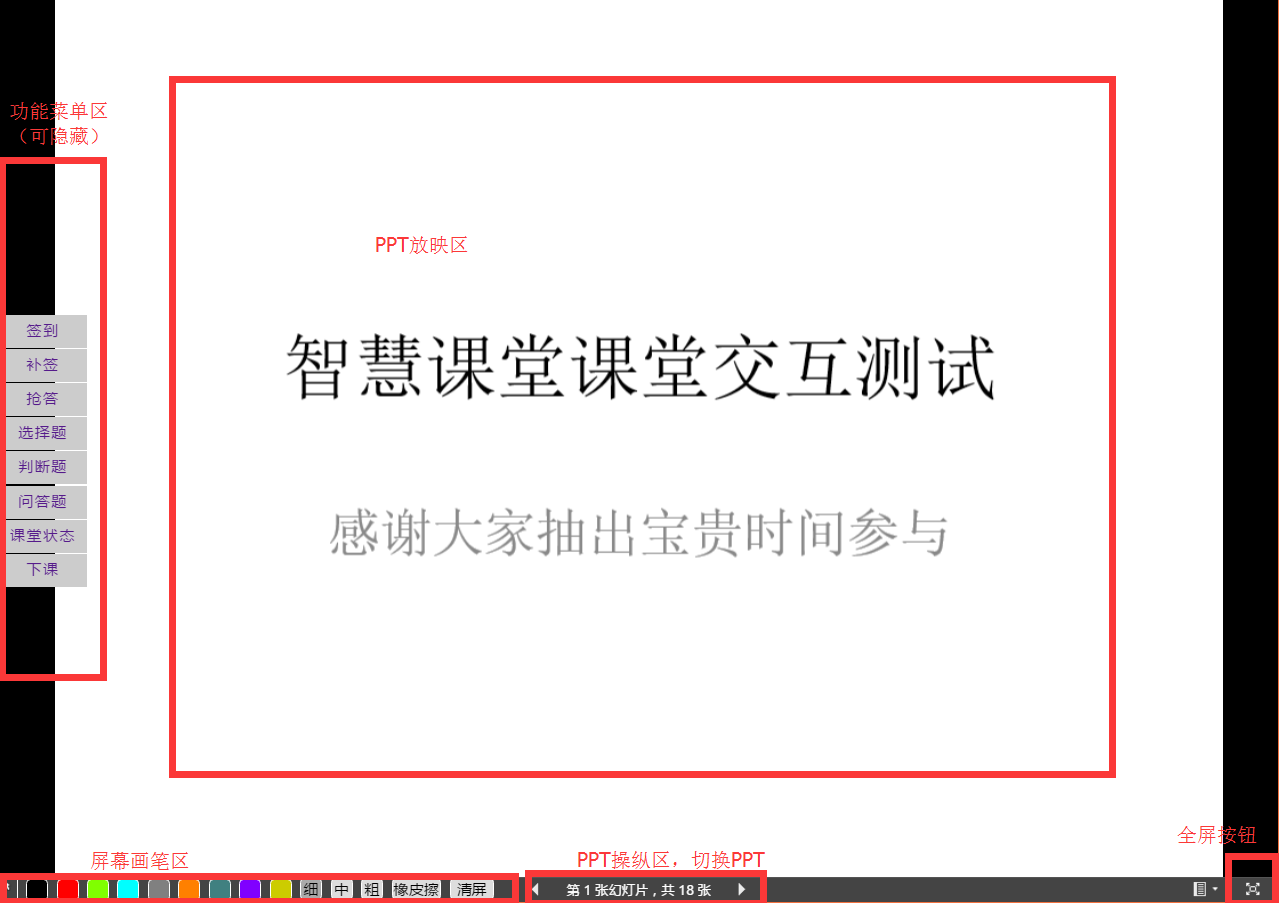 功能菜单区
（可隐藏）
PPT放映区
智慧课堂课堂交互测试
感谢大家抽出宝贵时间参与
签到
补签
抢答
选择题
判断题
问答题
课堂状态
下课
全屏按钮
屏幕画笔区
PPT操纵区，切换PPT
细 中 粗 橡皮擦 清屏
第 1 张幻灯片，共 18 张